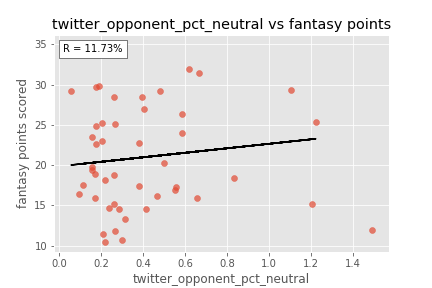 twitter_opponent_pct_neutral vs fantasy points
R = 11.73%
35
30
25
20
15
10
fantasy points scored
0.0 0.2 0.4 0.6 0.8 1.0 1.2 1.4
twitter_opponent_pct_neutral